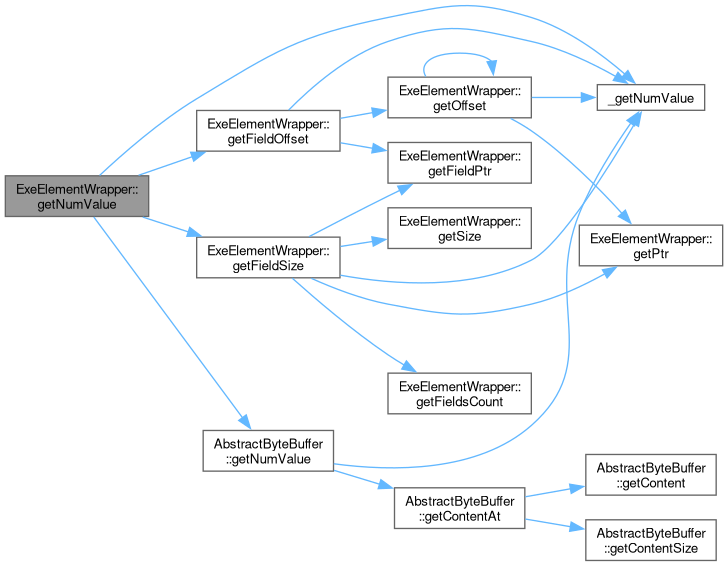 ExeElementWrapper::
getNumValue
ExeElementWrapper::
getFieldOffset
ExeElementWrapper::
getFieldSize
AbstractByteBuffer
::getNumValue
ExeElementWrapper::
getOffset
ExeElementWrapper::
getFieldPtr
ExeElementWrapper::
getSize
ExeElementWrapper::
getFieldsCount
AbstractByteBuffer
::getContentAt
_getNumValue
ExeElementWrapper::
getPtr
AbstractByteBuffer
::getContent
AbstractByteBuffer
::getContentSize